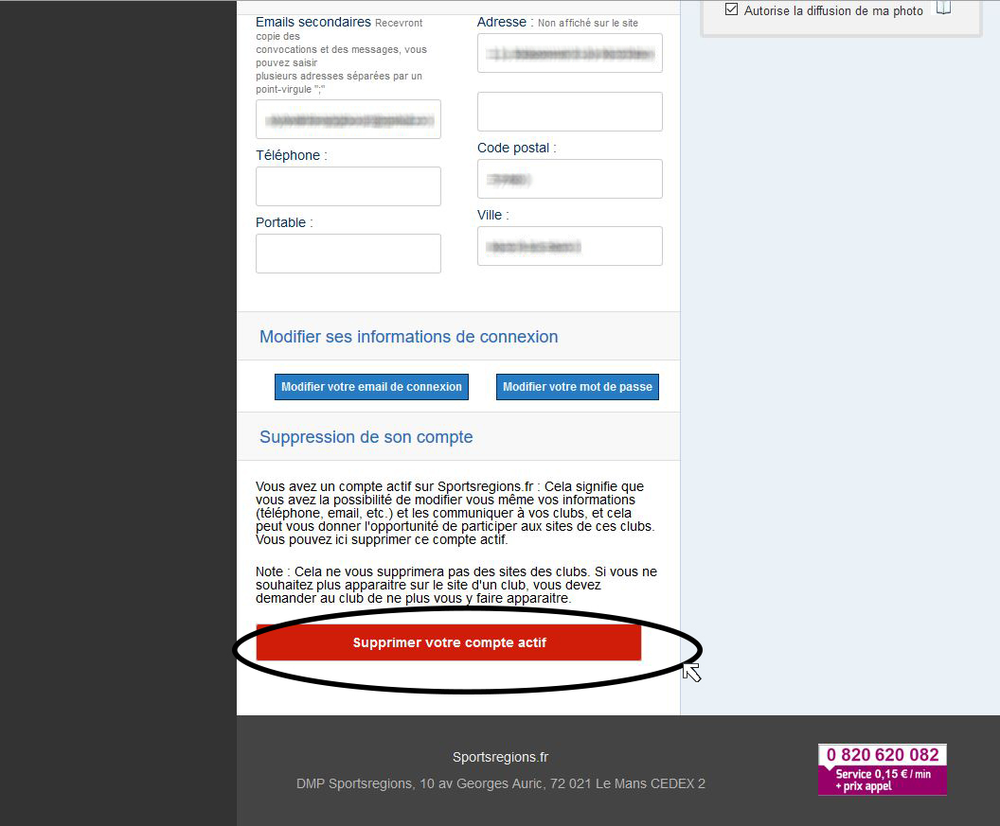 Emails secondaires Recevront
copie des
convocations et des messages, vous
pouvez saisir
plusieurs adresses séparées par un
point-virgule ";"
Téléphone :
Portable :
Adresse : Non affiché sur le site
Code postal :
Ville :
Autorise la diffusion de ma photo
Modifier ses informations de connexion
Modifier votre email de connexion
Modifier votre mot de passe
Suppression de son compte
Vous avez un compte actif sur Sportsregions.fr : Cela signifie que
vous avez la possibilité de modifier vous même vos informations
(téléphone, email, etc.) et les communiquer à vos clubs, et cela
peut vous donner l'opportunité de participer aux sites de ces clubs.
Vous pouvez ici supprimer ce compte actif.
Note : Cela ne vous supprimera pas des sites des clubs. Si vous ne
souhaitez plus apparaitre sur le site d'un club, vous devez
demander au club de ne plus vous y faire apparaitre.
Supprimer votre compte actif
Sportsregions.fr
DMP Sportsregions, 10 av Georges Auric, 72 021 Le Mans CEDEX 2
0 820 620 082
Service 0,15 € / min
+ prix appel